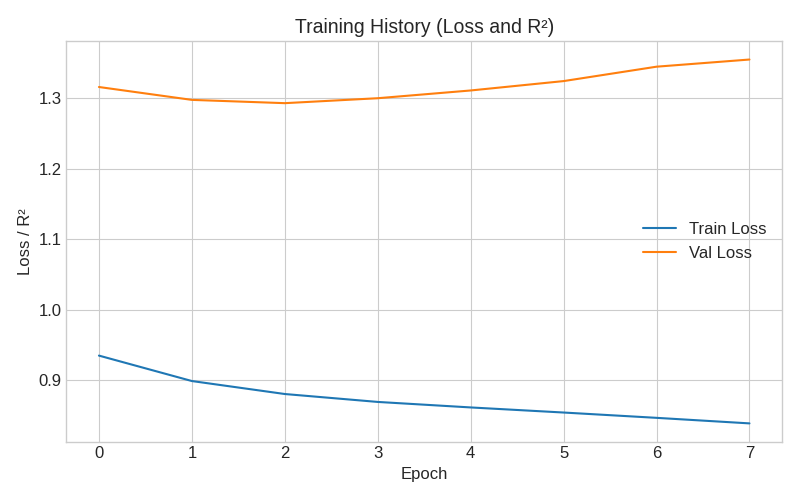 Training History (Loss and R²)
Loss / R²
1.3
1.2
1.1
1.0
0.9
Train Loss
Val Loss
0 1 2 3 4 5 6 7
Epoch